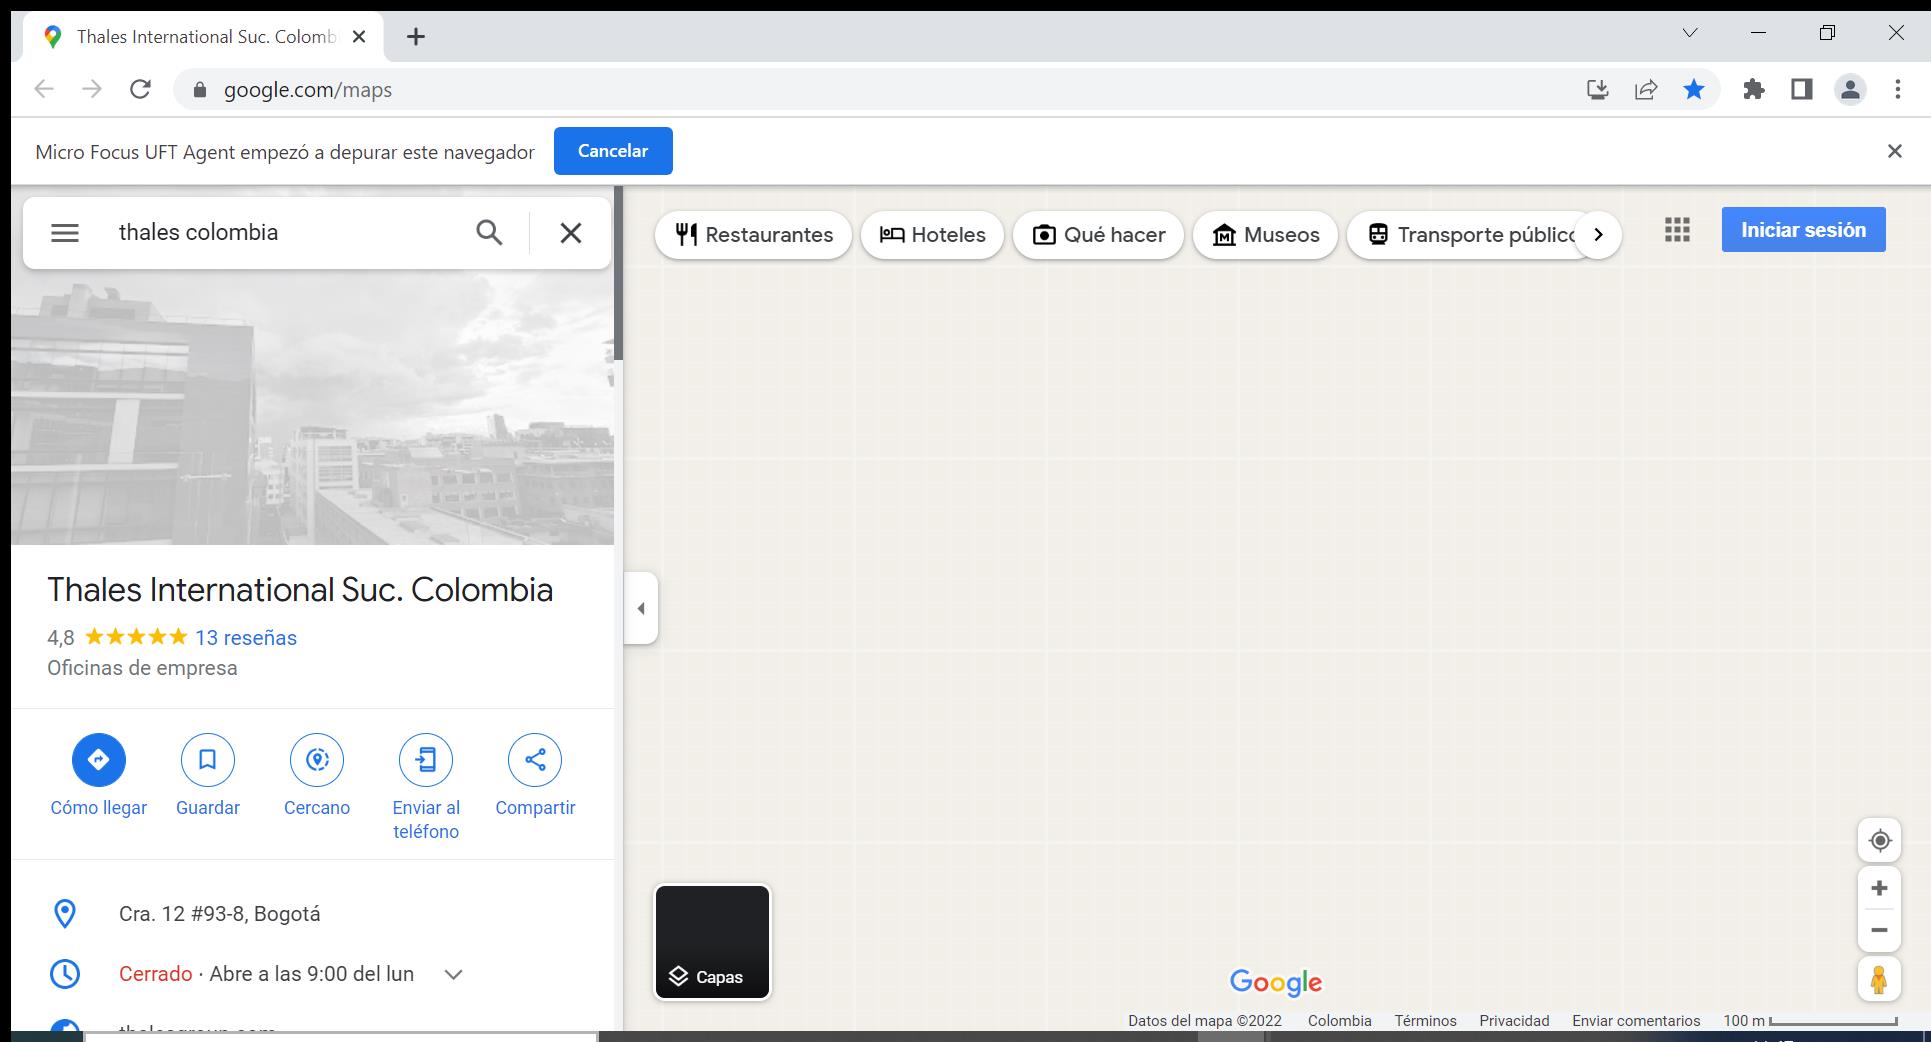 Thales International Suc. Colomb
google.com/maps
Micro Focus UFT Agent empezó a depurar este navegador
Cancelar
thales colombia
Restaurantes
Hoteles
Qué hacer
Museos
Transporte público
Iniciar sesión
Thales International Suc. Colombia
4,8 13 reseñas
Oficinas de empresa
Cómo llegar
Guardar
Cercano
Enviar al
teléfono
Compartir
Cra. 12 #93-8, Bogotá
Cerrado · Abre a las 9:00 del lun
Capas
Google
Datos del mapa ©2022 Colombia Términos Privacidad Enviar comentarios 100 m